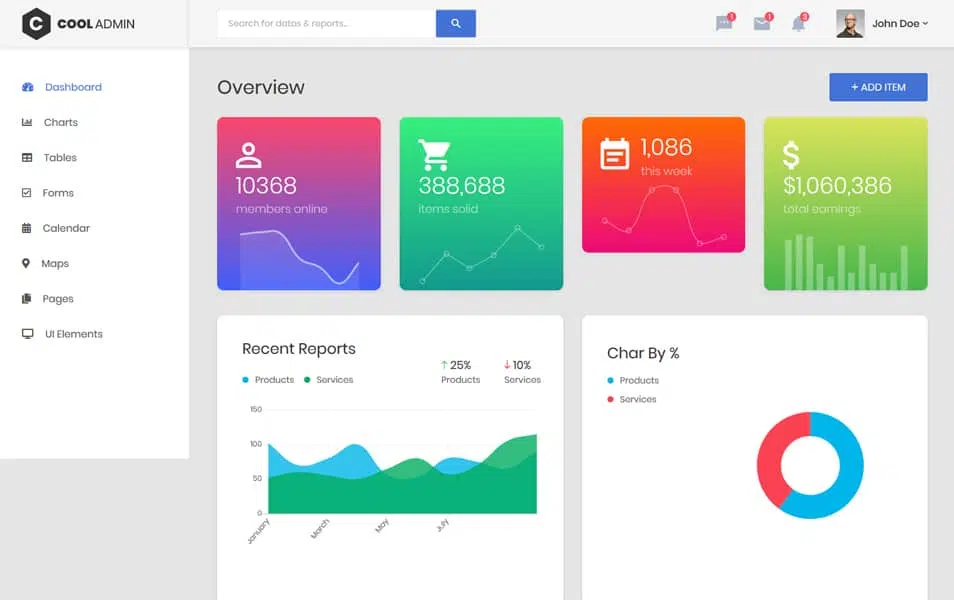 C COOL ADMIN
Search for datas & reports...
1
1
3
John Doe
Dashboard
Charts
Tables
Forms
Calendar
Maps
Pages
UI Elements
Overview
+ ADD ITEM
10368
members online
388,688
items solid
1,086
this week
$
$1,060,386
total earnings
Recent Reports
Products
Services
↑ 25%
Products
↓ 10%
Services
150
100
50
0
January
March
May
July
Char By %
Products
Services